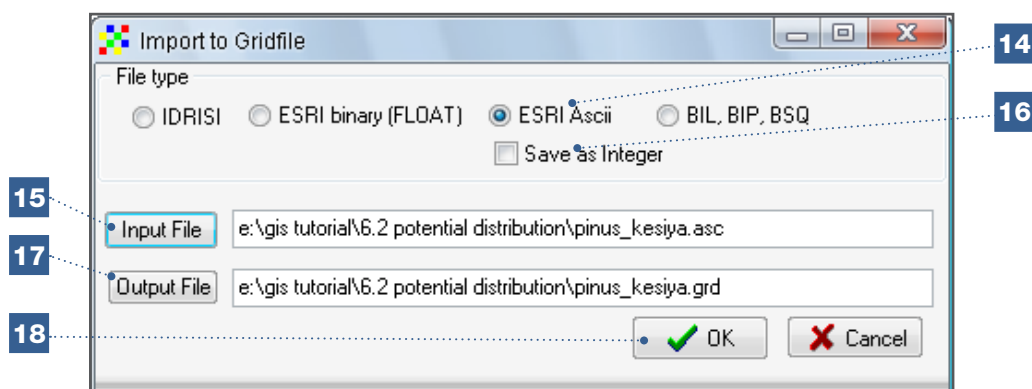 Import to Gridfile
14
File type
IDRISI ESRI binary (FLOAT) ESRI Ascii BIL, BIP, BSQ
16
Save as Integer
15
Input File e:\gis tutorial\6.2 potential distribution\pinus_kesiya.asc
17
Output File e:\gis tutorial\6.2 potential distribution\pinus_kesiya.grd
18
OK Cancel